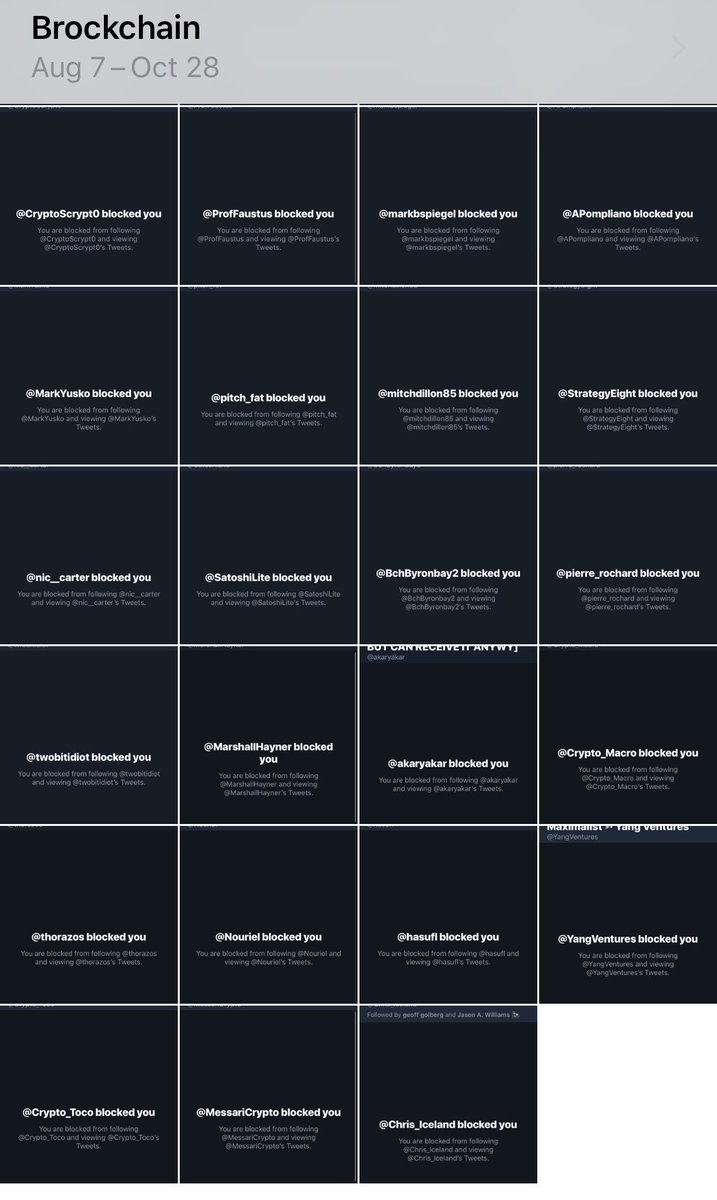 Brockchain
Aug 7 – Oct 28
@CryptoScrypt0 blocked you
You are blocked from following
@CryptoScrypt0 and viewing
@CryptoScrypt0's Tweets.
@ProfFaustus blocked you
You are blocked from following
@ProfFaustus and viewing @ProfFaustus's
Tweets.
@markbspiegel blocked you
You are blocked from following
@markbspiegel and viewing
@markbspiegel's Tweets.
@APompliano blocked you
You are blocked from following
@APompliano and viewing @APompliano's
Tweets.
@MarkYusko blocked you
You are blocked from following
@MarkYusko and viewing @MarkYusko's
Tweets.
@pitch_fat blocked you
You are blocked from following @pitch_fat
and viewing @pitch_fat's Tweets.
@mitchdillon85 blocked you
You are blocked from following
@mitchdillon85 and viewing
@mitchdillon85's Tweets.
@StrategyEight blocked you
You are blocked from following
@StrategyEight and viewing
@StrategyEight's Tweets.
@nic__carter blocked you
You are blocked from following @nic__carter
and viewing @nic__carter's Tweets.
@SatoshiLite blocked you
You are blocked from following @SatoshiLite
and viewing @SatoshiLite's Tweets.
@BchByronbay2 blocked you
You are blocked from following
@BchByronbay2 and viewing
@BchByronbay2's Tweets.
@pierre_rochard blocked you
You are blocked from following
@pierre_rochard and viewing
@pierre_rochard's Tweets.
@twobitidiot blocked you
You are blocked from following @twobitidiot
and viewing @twobitidiot's Tweets.
@MarshallHayner blocked
you
You are blocked from following
@MarshallHayner and viewing
@MarshallHayner's Tweets.
BUT CAN RECEIVE IT ANYWY]
@akaryakar
@akaryakar blocked you
You are blocked from following @akaryakar
and viewing @akaryakar's Tweets.
@Crypto_Macro blocked you
You are blocked from following
@Crypto_Macro and viewing
@Crypto_Macro's Tweets.
@thorazos blocked you
You are blocked from following @thorazos
and viewing @thorazos's Tweets.
@Nouriel blocked you
You are blocked from following @Nouriel and
viewing @Nouriel's Tweets.
@hasufl blocked you
You are blocked from following @hasufl and
viewing @hasufl's Tweets.
Maximalist Yang Ventures
@YangVentures
@YangVentures blocked you
You are blocked from following
@YangVentures and viewing
@YangVentures's Tweets.
@Crypto_Toco blocked you
You are blocked from following
@Crypto_Toco and viewing @Crypto_Toco's
Tweets.
@MessariCrypto blocked you
You are blocked from following
@MessariCrypto and viewing
@MessariCrypto's Tweets.
Followed by geoff golberg and Jason A. Williams
@Chris_Iceland blocked you
You are blocked from following
@Chris_Iceland and viewing
@Chris_Iceland's Tweets.